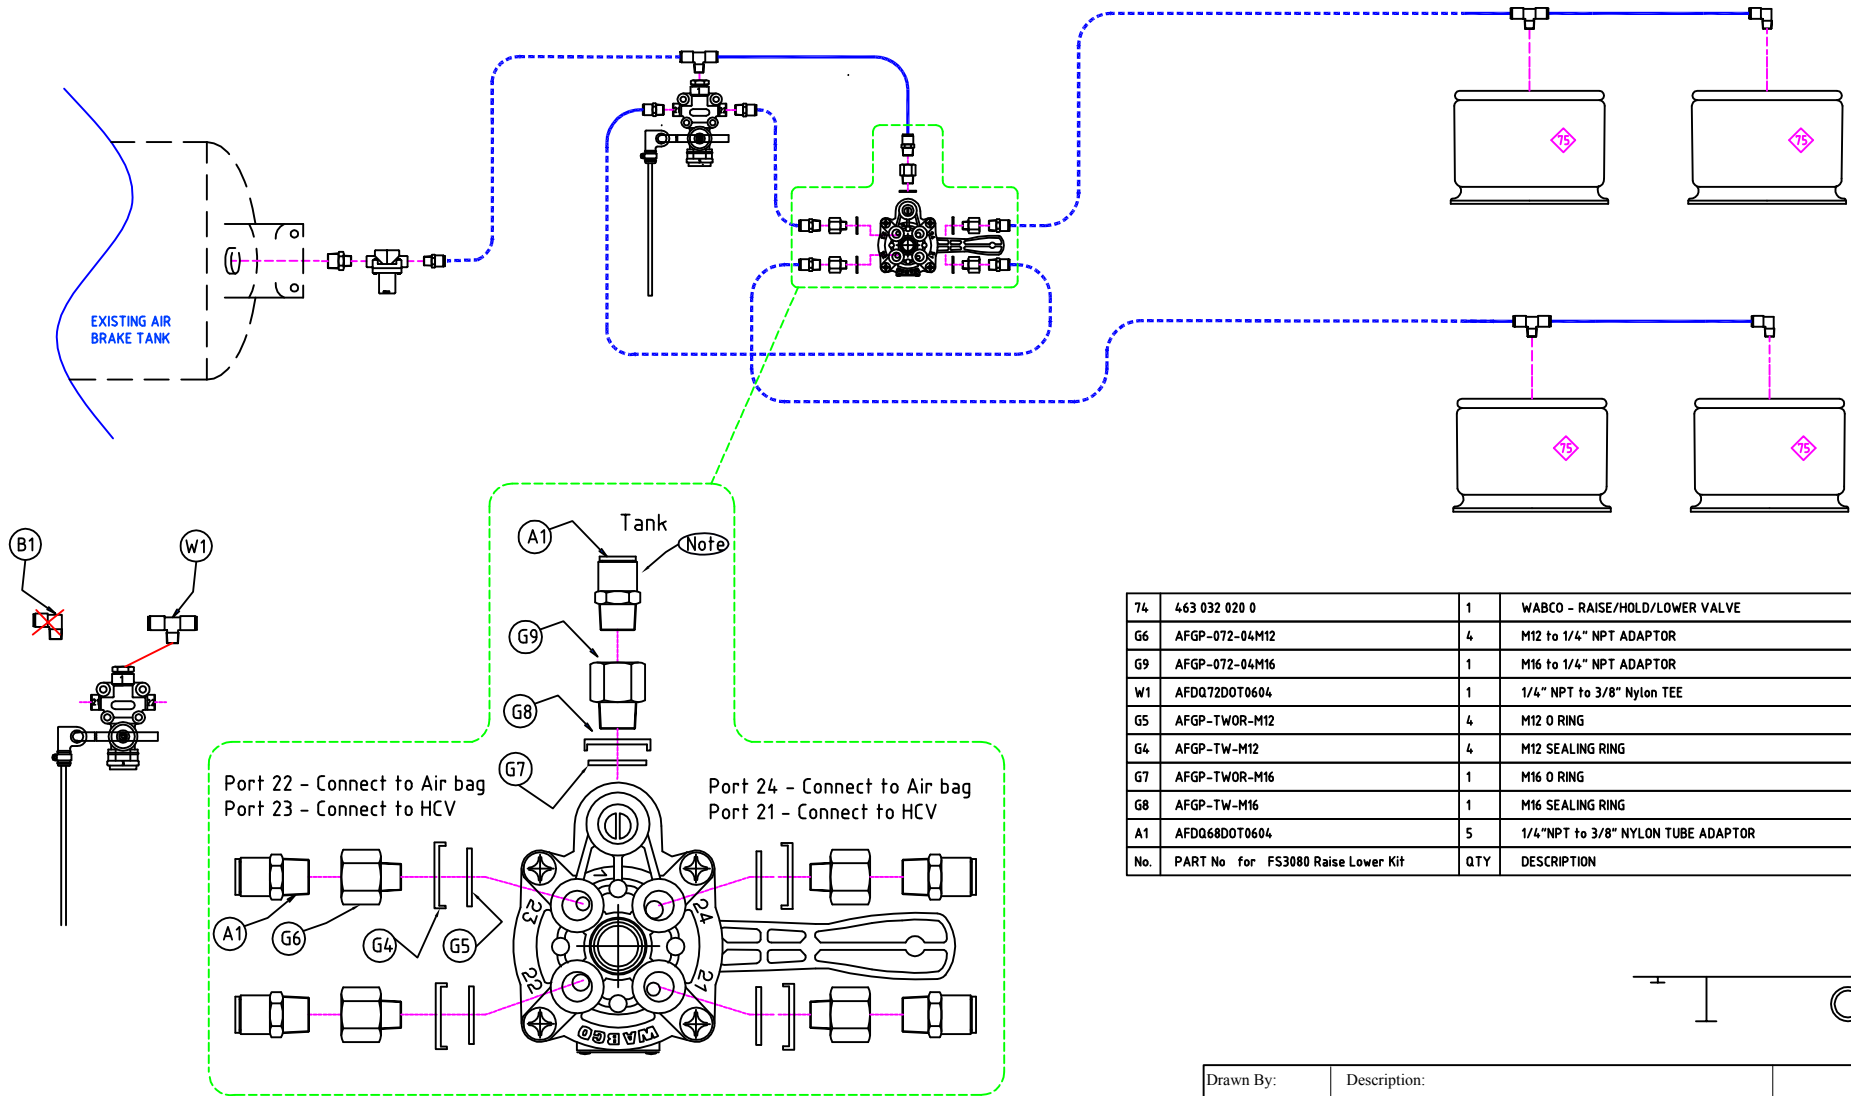 75
75
EXISTING AIR
BRAKE TANK
1
75
75
B1
W1
A1
Tank
Note
G9
G8
G7
1
Port 22 - Connect to Air bag
Port 23 - Connect to HCV
Port 24 - Connect to Air bag
Port 21 - Connect to HCV
A1
G6
G4
G5
1
23
24
22
21
WABCO
74 463 032 020 0 1 WABCO - RAISE/HOLD/LOWER VALVE
G6 AFGP-072-04M12 4 M12 to 1/4" NPT ADAPTOR
G9 AFGP-072-04M16 1 M16 to 1/4" NPT ADAPTOR
W1 AFDQ72DOT0604 1 1/4" NPT to 3/8" Nylon TEE
G5 AFGP-TWOR-M12 4 M12 O RING
G4 AFGP-TW-M12 4 M12 SEALING RING
G7 AFGP-TWOR-M16 1 M16 O RING
G8 AFGP-TW-M16 1 M16 SEALING RING
A1 AFDQ68DOT0604 5 1/4"NPT to 3/8" NYLON TUBE ADAPTOR
No. PART No for FS3080 Raise Lower Kit QTY DESCRIPTION
Drawn By: Description: